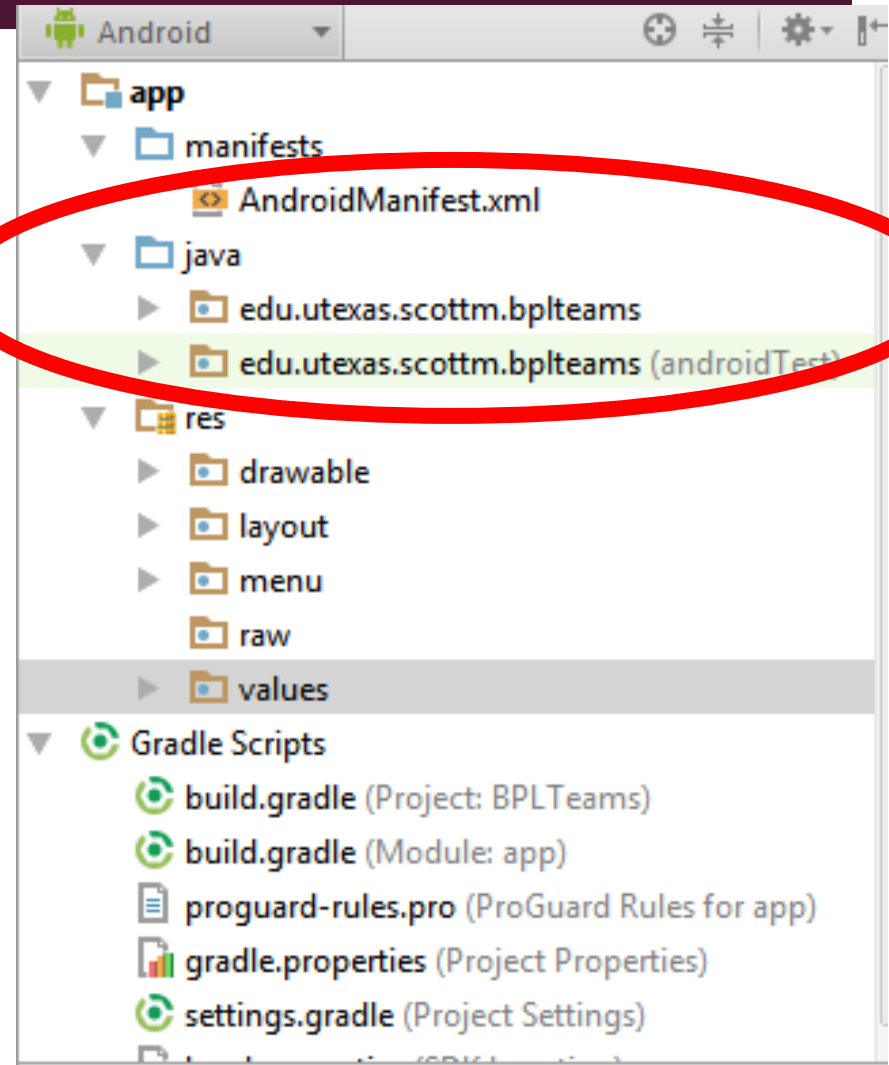 Android
app
manifests
AndroidManifest.xml
java
edu.utexas.scottm.bplteams
edu.utexas.scottm.bplteams (androidTest)
res
drawable
layout
menu
raw
values
Gradle Scripts
build.gradle (Project: BPLTeams)
build.gradle (Module: app)
proguard-rules.pro (ProGuard Rules for app)
gradle.properties (Project Properties)
settings.gradle (Project Settings)